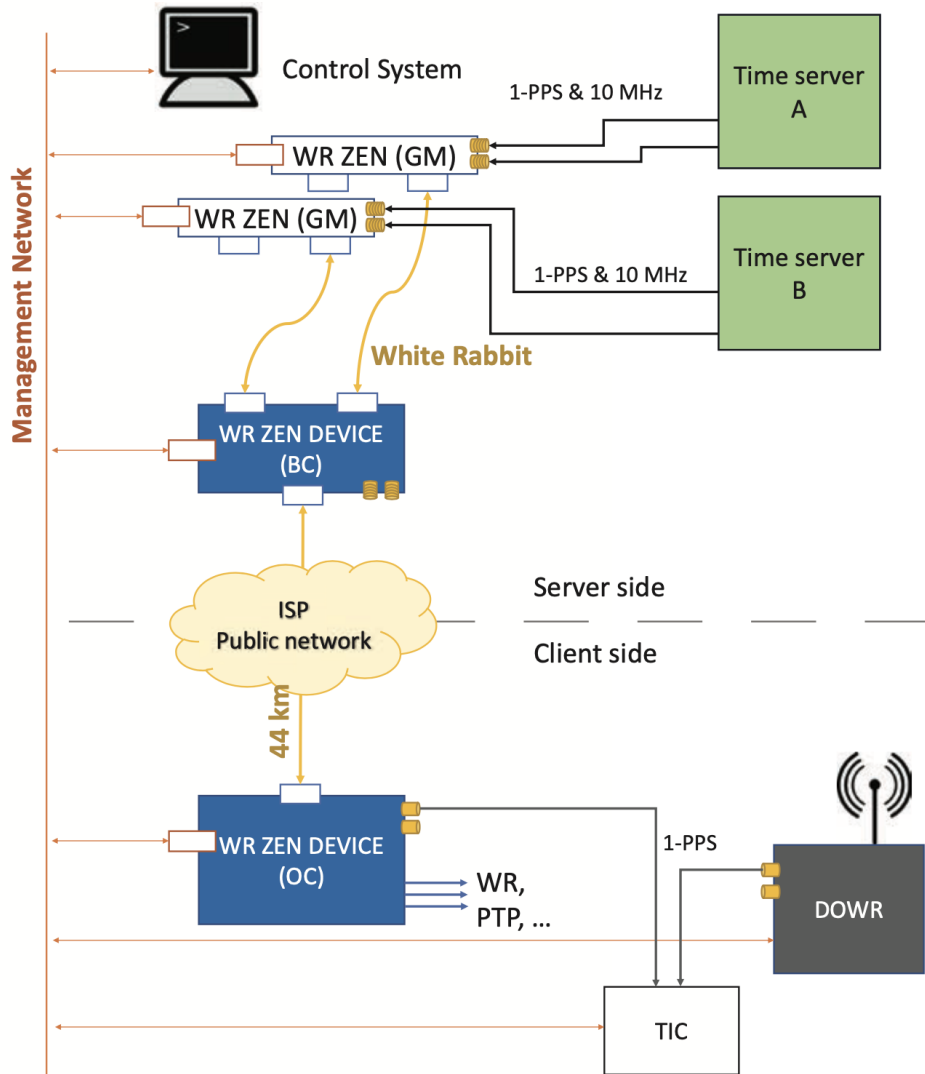 >_
Control System
Time server
A
1-PPS & 10 MHz
WR ZEN (GM)
WR ZEN (GM)
Time server
B
1-PPS & 10 MHz
Management Network
White Rabbit
WR ZEN DEVICE
(BC)
ISP
Public network
Server side
Client side
44 km
WR ZEN DEVICE
(OC)
1-PPS
WR,
PTP, ...
DOWR
TIC